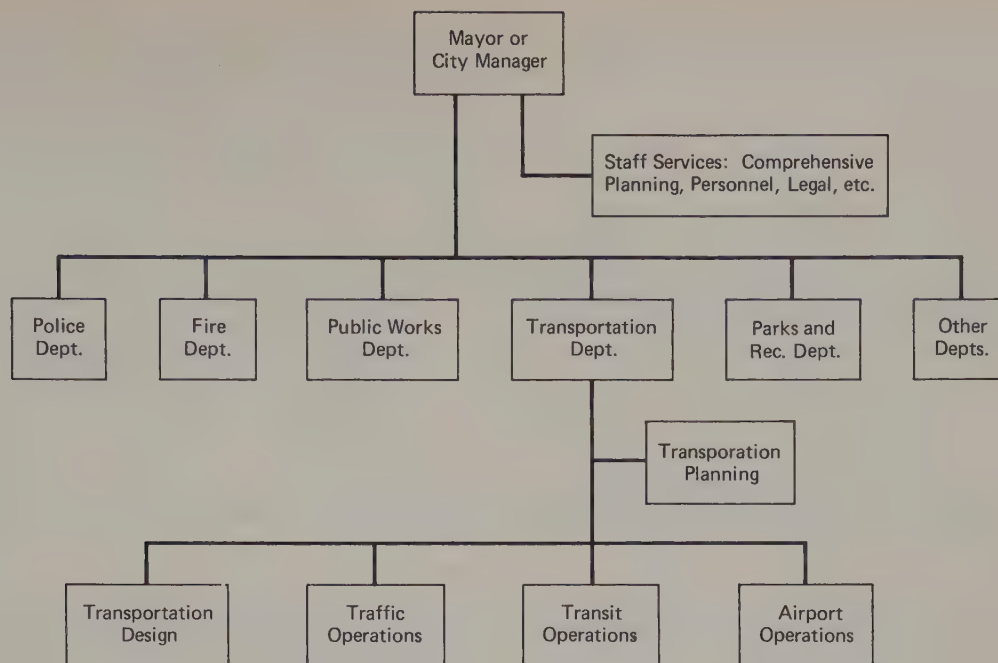 Mayor or
City Manager
Staff Services: Comprehensive
Planning, Personnel, Legal, etc.
Police
Dept.
Fire
Dept.
Public Works
Dept.
Transportation
Dept.
Parks and
Rec. Dept.
Other
Depts.
Transporation
Planning
Transportation
Design
Traffic
Operations
Transit
Operations
Airport
Operations